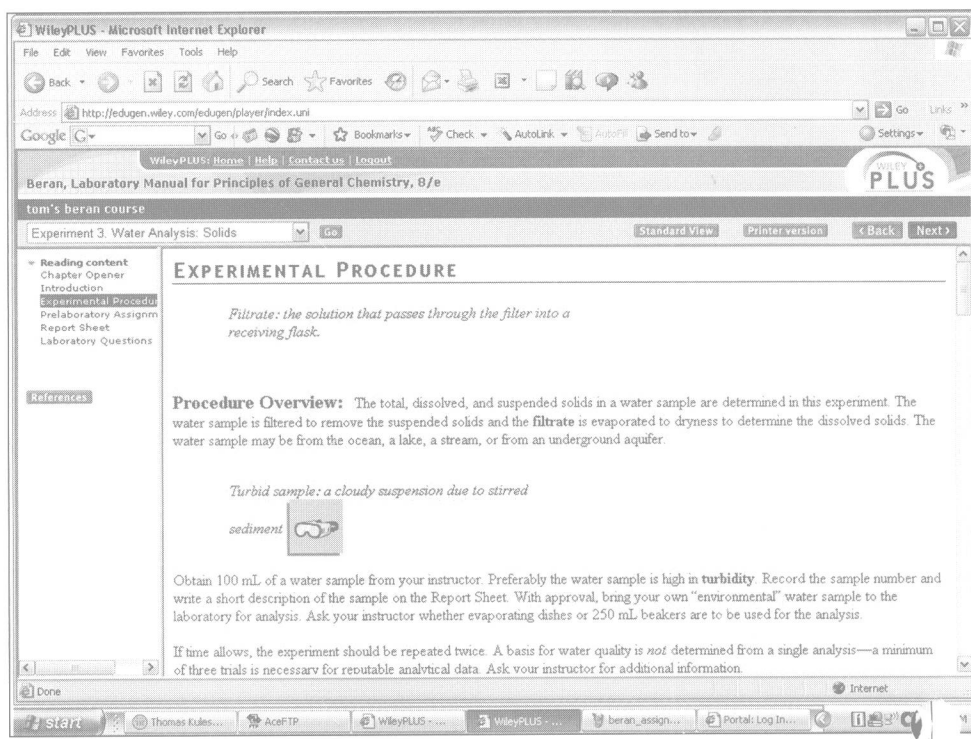 WileyPLUS - Microsoft Internet Explorer
File Edit View Favorites Tools Help
Back Search Favorites
Address http://edugen.wiley.com/edugen/player/index.uni Go Links »
Google G Go Bookmarks Check AutoLink AutoFill Send to Settings
WileyPLUS: Home | Help | Contact us | Logout
WILEY PLUS
Beran, Laboratory Manual for Principles of General Chemistry, 8/e
tom's beran course
Experiment 3. Water Analysis: Solids Go Standard View Printer version < Back Next >
Reading content
Chapter Opener
Introduction
Experimental Procedur
Prelaboratory Assignm
Report Sheet
Laboratory Questions
References
EXPERIMENTAL PROCEDURE
Filtrate: the solution that passes through the filter into a
receiving flask.
Procedure Overview: The total, dissolved, and suspended solids in a water sample are determined in this experiment. The
water sample is filtered to remove the suspended solids and the filtrate is evaporated to dryness to determine the dissolved solids. The
water sample may be from the ocean, a lake, a stream, or from an underground aquifer.
Turbid sample: a cloudy suspension due to stirred
sediment
Obtain 100 mL of a water sample from your instructor. Preferably the water sample is high in turbidity. Record the sample number and
write a short description of the sample on the Report Sheet. With approval, bring your own "environmental" water sample to the
laboratory for analysis. Ask your instructor whether evaporating dishes or 250 mL beakers are to be used for the analysis.
If time allows, the experiment should be repeated twice. A basis for water quality is not determined from a single analysis—a minimum
of three trials is necessary for reputable analytical data. Ask your instructor for additional information.
Done Internet
start Thomas Kules... AceFTP WileyPLUS - ... WileyPLUS - ... beran_assign... Portal: Log In... M